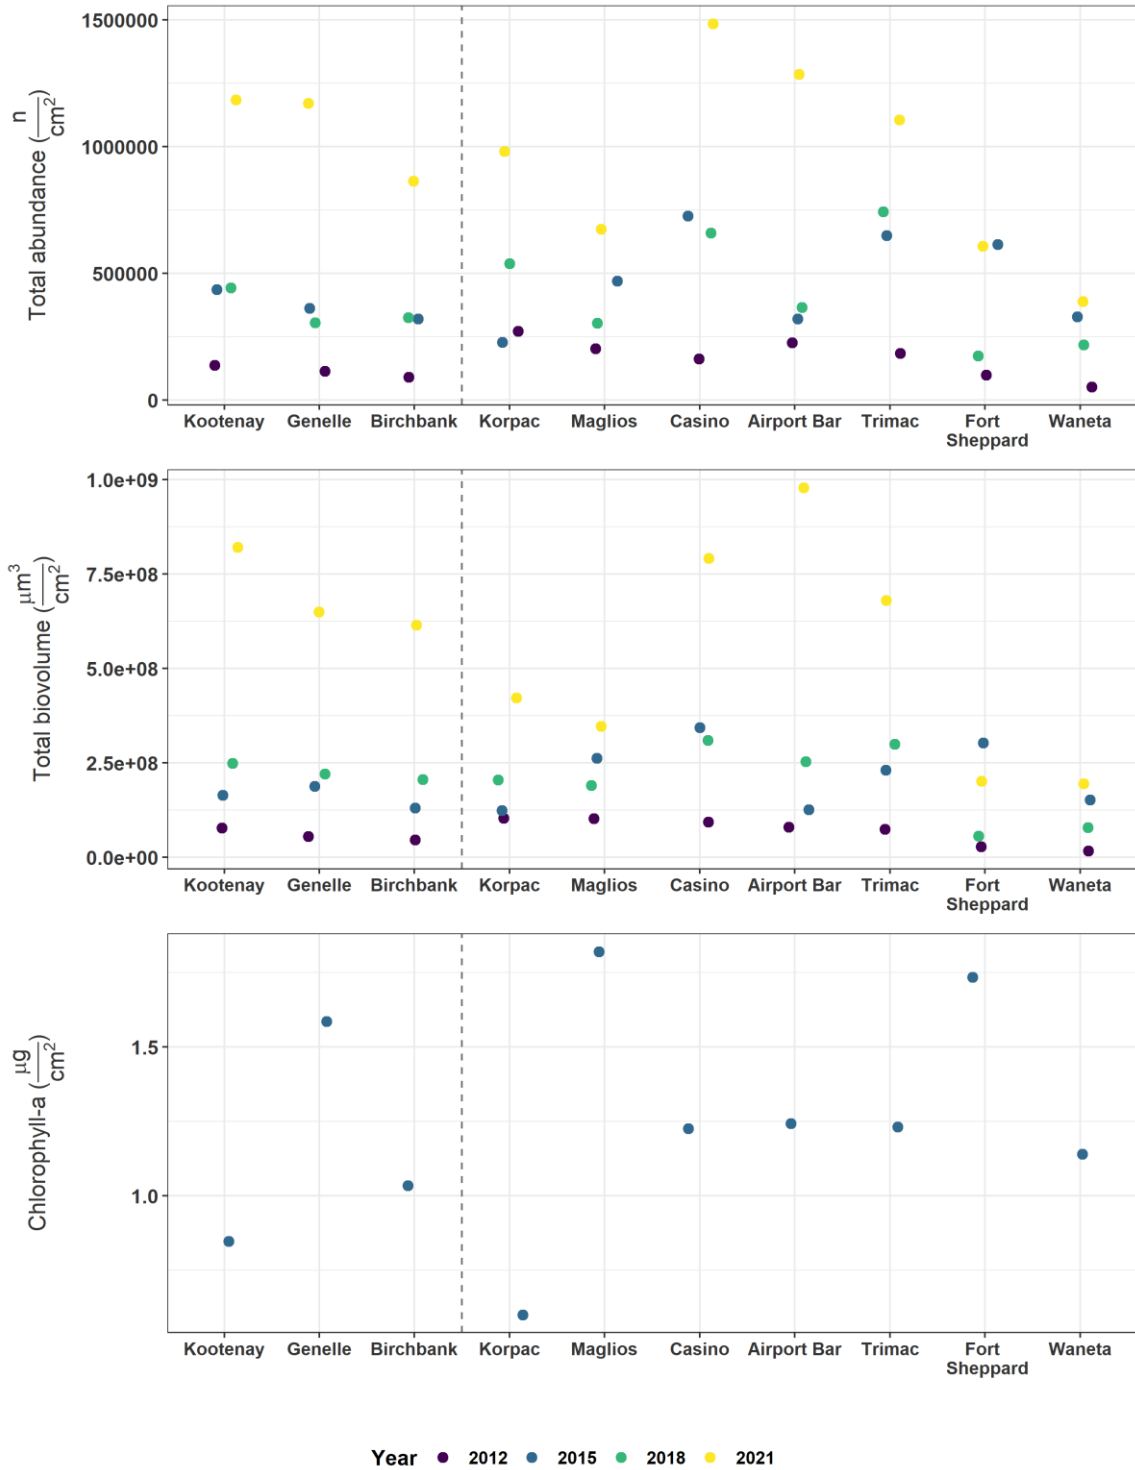 Total abundance (n/cm²)
1500000
1000000
500000
0
Kootenay Genelle Birchbank Korpac Maglios Casino Airport Bar Trimac Fort Sheppard Waneta
Total biovolume (μm³/cm²)
1.0e+09
7.5e+08
5.0e+08
2.5e+08
0.0e+00
Kootenay Genelle Birchbank Korpac Maglios Casino Airport Bar Trimac Fort Sheppard Waneta
Chlorophyll-a (μg/cm²)
1.5
1.0
Kootenay Genelle Birchbank Korpac Maglios Casino Airport Bar Trimac Fort Sheppard Waneta
Year 2012 2015 2018 2021